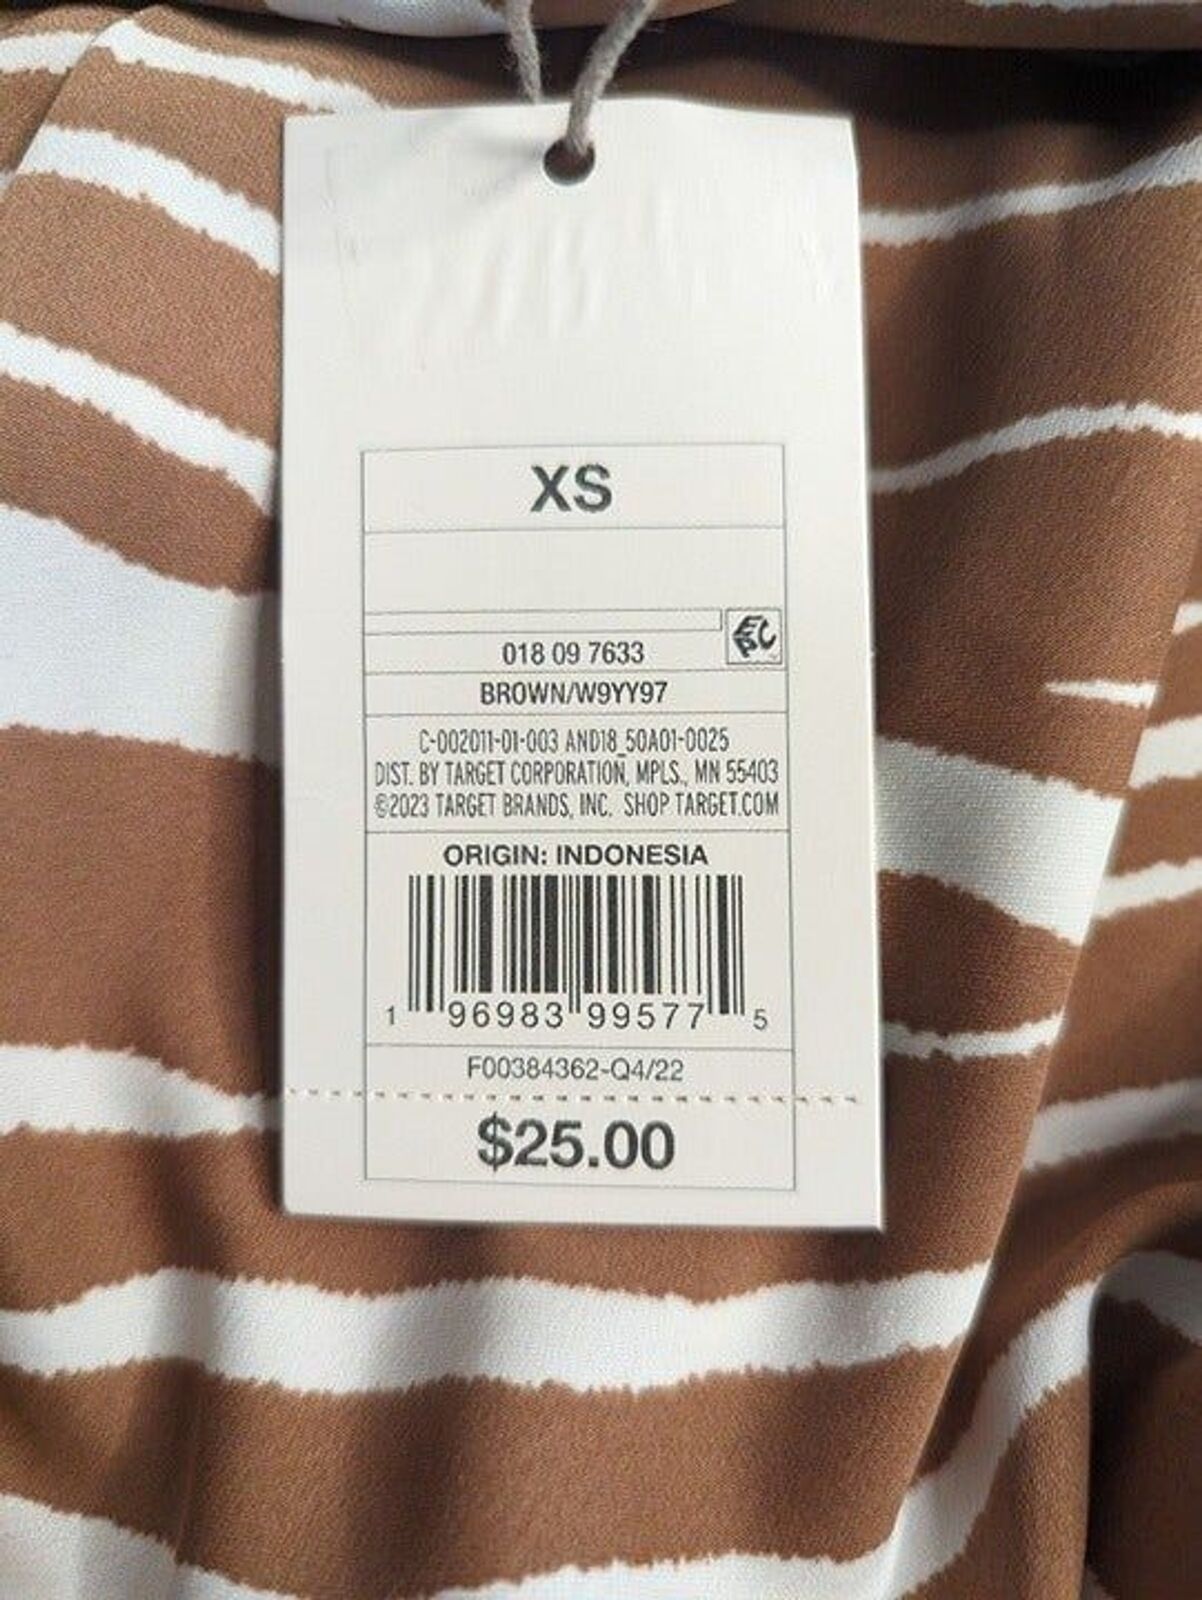 XS
EPC
018 09 7633
BROWN/W9YY97
C-002011-01-003 AND18_50A01-0025
DIST. BY TARGET CORPORATION, MPLS., MN 55403
©2023 TARGET BRANDS, INC. SHOP TARGET.COM
ORIGIN: INDONESIA
1 96983 99577 5
F00384362-Q4/22
$25.00